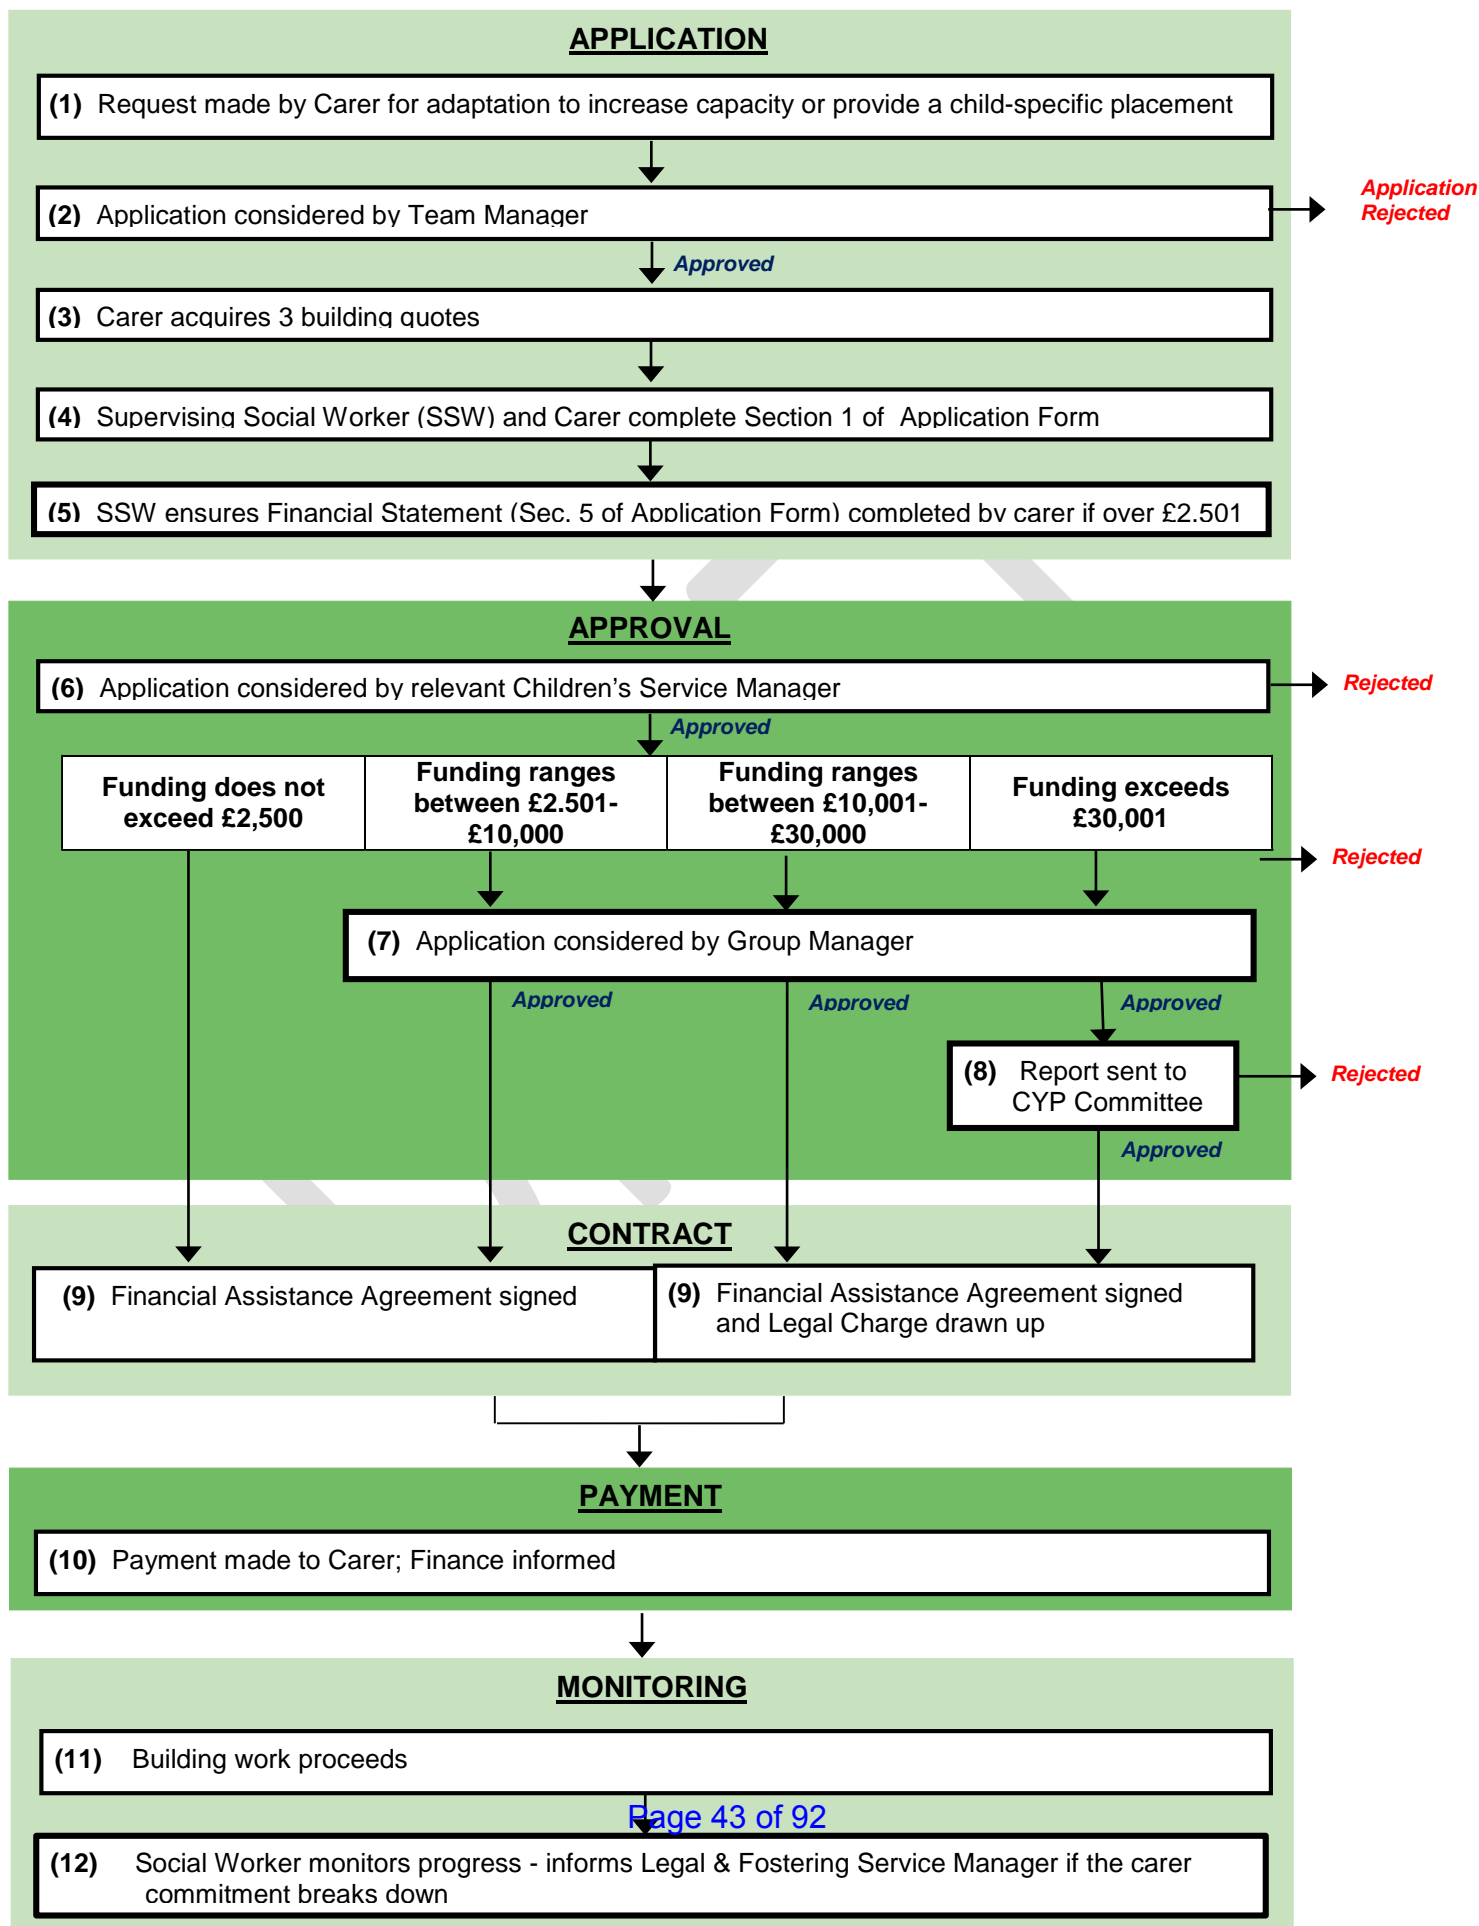 APPLICATION
(1) Request made by Carer for adaptation to increase capacity or provide a child-specific placement
(2) Application considered by Team Manager
Application
Rejected
Approved
(3) Carer acquires 3 building quotes
(4) Supervising Social Worker (SSW) and Carer complete Section 1 of Application Form
(5) SSW ensures Financial Statement (Sec. 5 of Application Form) completed by carer if over £2.501
APPROVAL
(6) Application considered by relevant Children's Service Manager
Rejected
Approved
Funding does not
exceed £2,500
Funding ranges
between £2.501-
£10,000
Funding ranges
between £10,001-
£30,000
Funding exceeds
£30,001
Rejected
(7) Application considered by Group Manager
Approved
Approved
Approved
(8) Report sent to
CYP Committee
Rejected
Approved
CONTRACT
(9) Financial Assistance Agreement signed
(9) Financial Assistance Agreement signed
and Legal Charge drawn up
PAYMENT
(10) Payment made to Carer; Finance informed
MONITORING
(11) Building work proceeds
Page 43 of 92
(12) Social Worker monitors progress - informs Legal & Fostering Service Manager if the carer
commitment breaks down